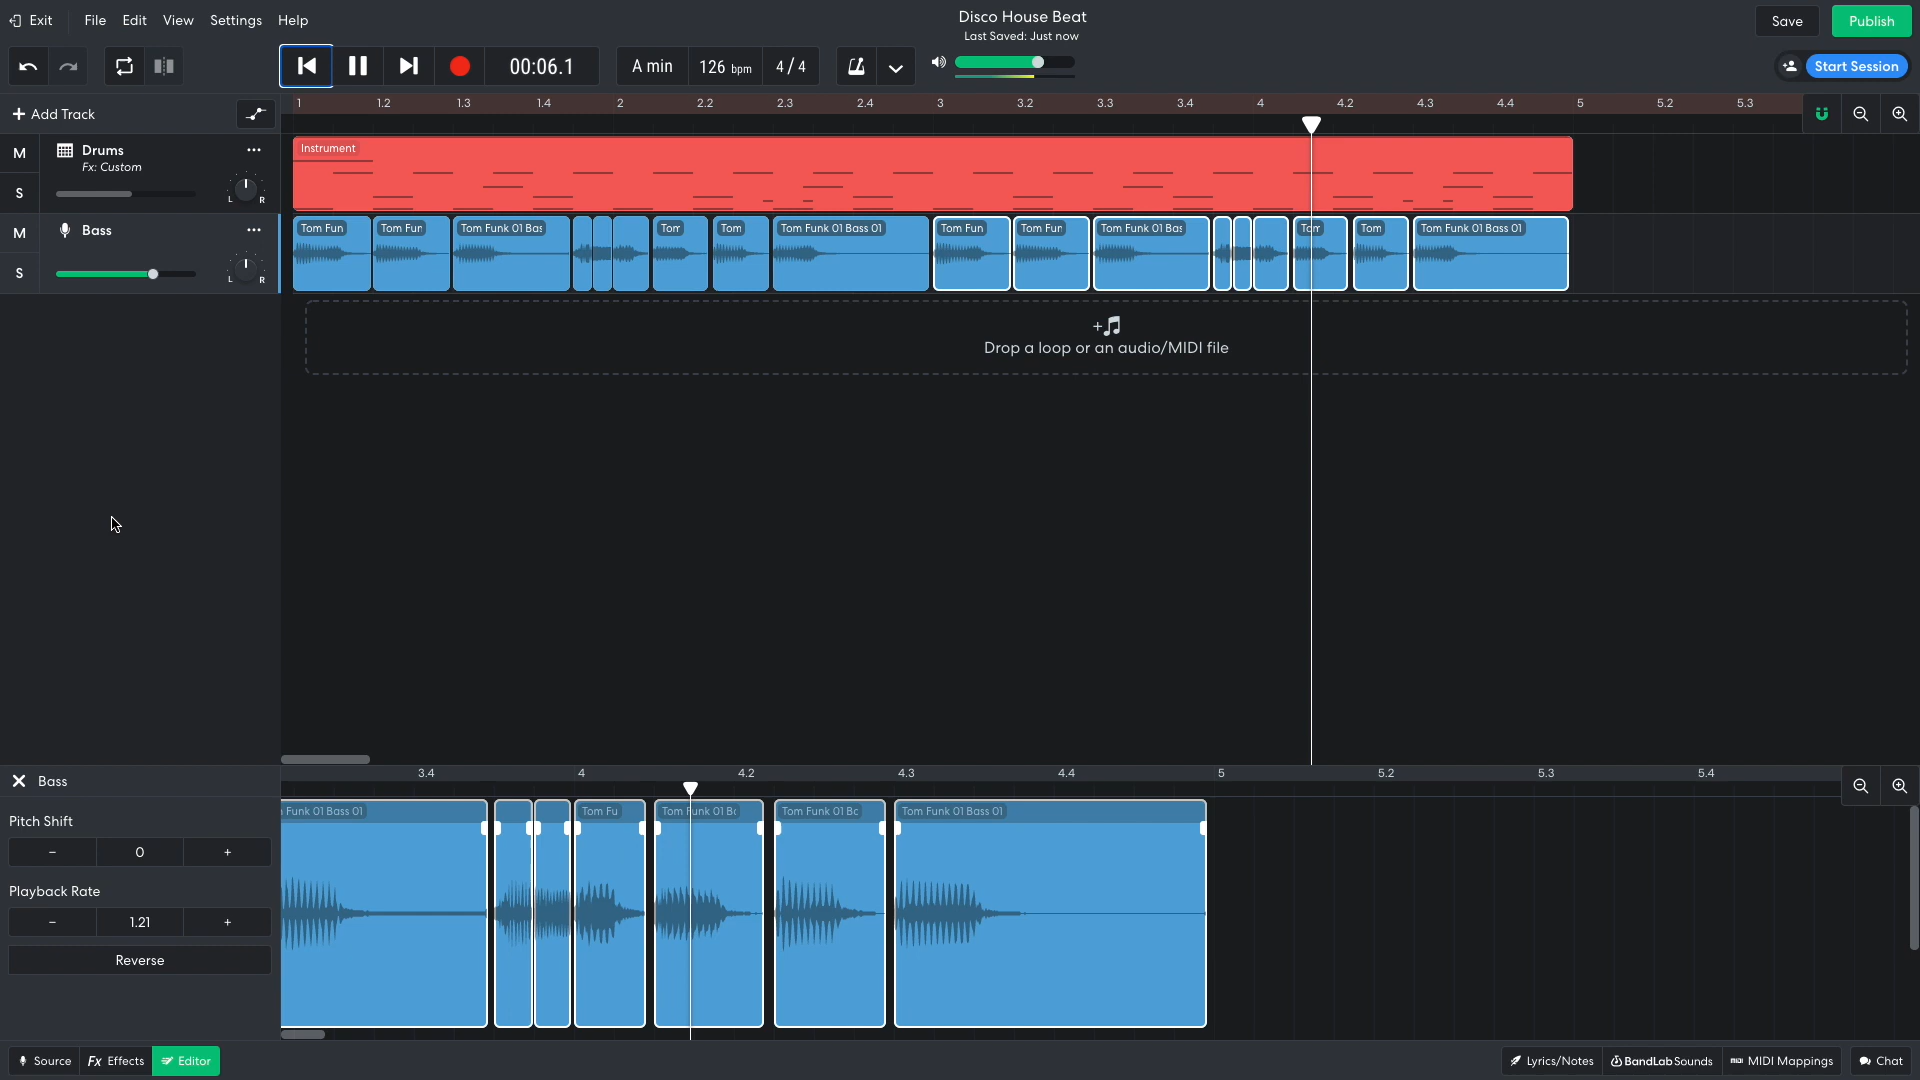 Exit
File
Edit
View
Settings
Help
Disco House Beat
Last Saved: Just now
Save
Publish
00:06.1
A min
126 bpm
4/4
Start Session
+ Add Track
1
1.2
1.3
1.4
2
2.2
2.3
2.4
3
3.2
3.3
3.4
4
4.2
4.3
4.4
5
5.2
5.3
M
Drums
Fx: Custom
S
L
R
Instrument
M
Bass
S
L
R
Tom Fun
Tom Fur
Tom Funk 01 Bas
Tom
Tom
Tom Funk 01 Bass 01
Tom Fun
Tom Fur
Tom Funk 01 Bas
Tom
Tom
Tom Funk 01 Bass 01
Drop a loop or an audio/MIDI file
Bass
3.4
4
4.2
4.3
4.4
5
5.2
5.3
5.4
Funk 01 Bass 01
Tom Fu
Tom Funk 01 Bc
Tom Funk 01 Bc
Tom Funk 01 Bass 01
Pitch Shift
− 0 +
Playback Rate
− 1.21 +
Reverse
Source
Fx Effects
Editor
Lyrics/Notes
BandLab Sounds
MIDI Mappings
Chat